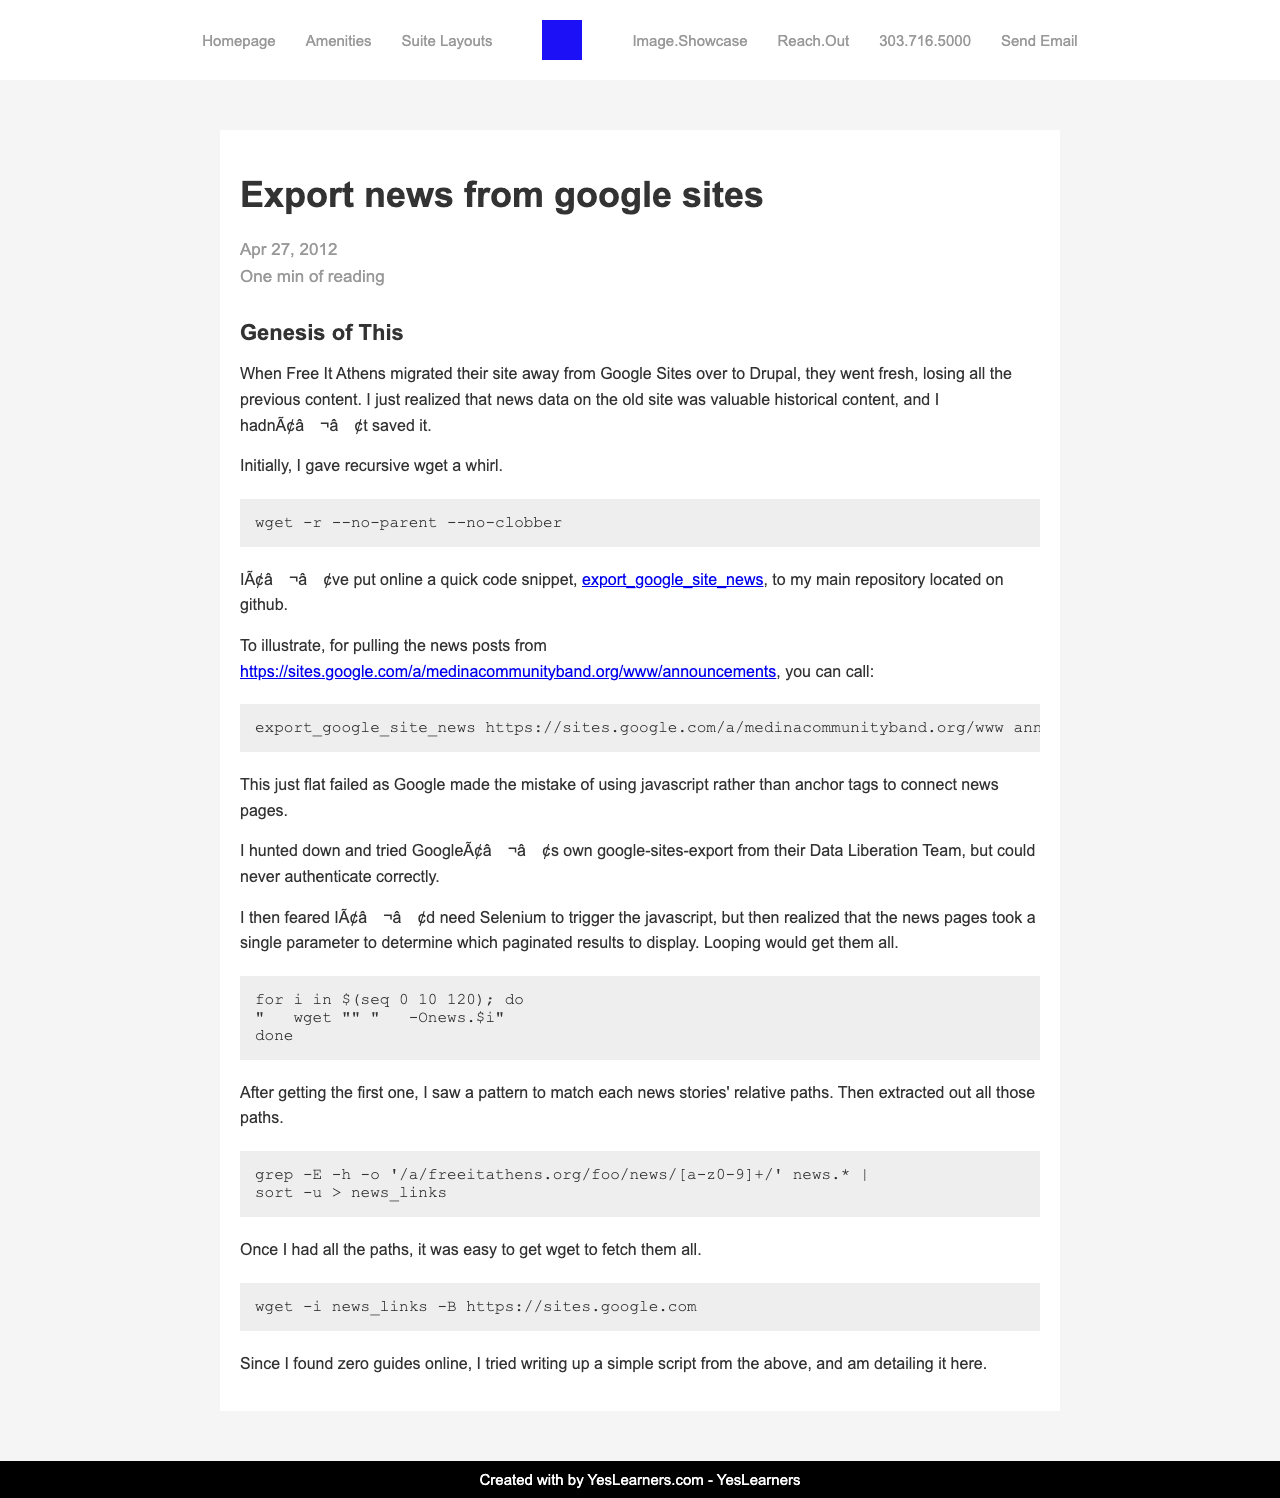 Homepage Amenities Suite Layouts Image.Showcase Reach.Out 303.716.5000 Send Email
Export news from google sites
Apr 27, 2012
One min of reading
Genesis of This
When Free It Athens migrated their site away from Google Sites over to Drupal, they went fresh, losing all the
previous content. I just realized that news data on the old site was valuable historical content, and I
hadnÃ¢â ¬â ¢t saved it.
Initially, I gave recursive wget a whirl.
wget -r --no-parent --no-clobber
IÃ¢â ¬â ¢ve put online a quick code snippet, export_google_site_news, to my main repository located on
github.
To illustrate, for pulling the news posts from
https://sites.google.com/a/medinacommunityband.org/www/announcements, you can call:
export_google_site_news https://sites.google.com/a/medinacommunityband.org/www ann
This just flat failed as Google made the mistake of using javascript rather than anchor tags to connect news
pages.
I hunted down and tried GoogleÃ¢â ¬â ¢s own google-sites-export from their Data Liberation Team, but could
never authenticate correctly.
I then feared IÃ¢â ¬â ¢d need Selenium to trigger the javascript, but then realized that the news pages took a
single parameter to determine which paginated results to display. Looping would get them all.
for i in $(seq 0 10 120); do
"   wget "" "   -Onews.$i"
done
After getting the first one, I saw a pattern to match each news stories' relative paths. Then extracted out all those
paths.
grep -E -h -o '/a/freeitathens.org/foo/news/[a-z0-9]+/' news.* |
sort -u > news_links
Once I had all the paths, it was easy to get wget to fetch them all.
wget -i news_links -B https://sites.google.com
Since I found zero guides online, I tried writing up a simple script from the above, and am detailing it here.
Created with by YesLearners.com - YesLearners